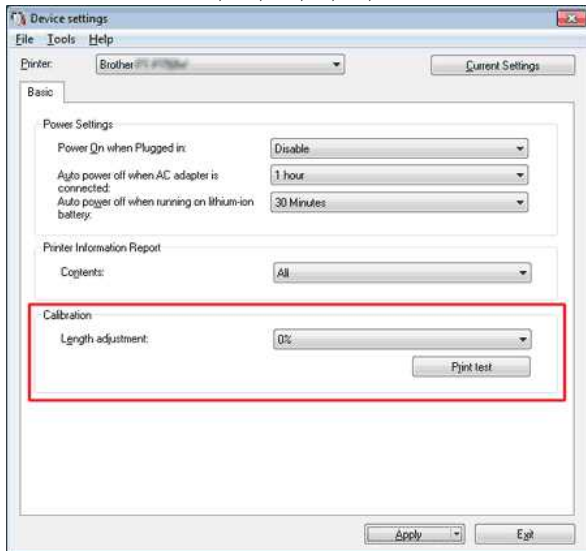 Device settings
File Tools Help
Printer: Brother Current Settings
Basic
Power Settings
Power On when Plugged in: Disable
Auto power off when AC adapter is connected: 1 hour
Auto power off when running on lithium-ion battery: 30 Minutes
Printer Information Report
Contents: All
Calibration
Length adjustment: 0%
Print test
Apply Exit